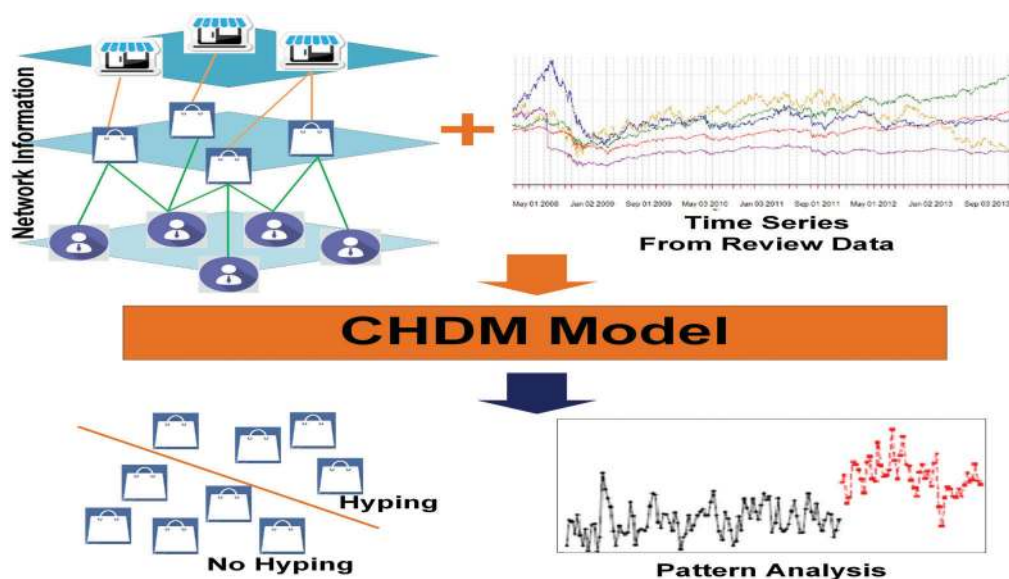 Network Information
May 01 2008 Jan 02 2009 Sep 01 2009 May 03 2010 Jan 03 2011 Sep 01 2011 May 01 2012 Jan 02 2013 Sep 03 2013
Time Series
From Review Data
CHDM Model
Hyping
No Hyping
Pattern Analysis